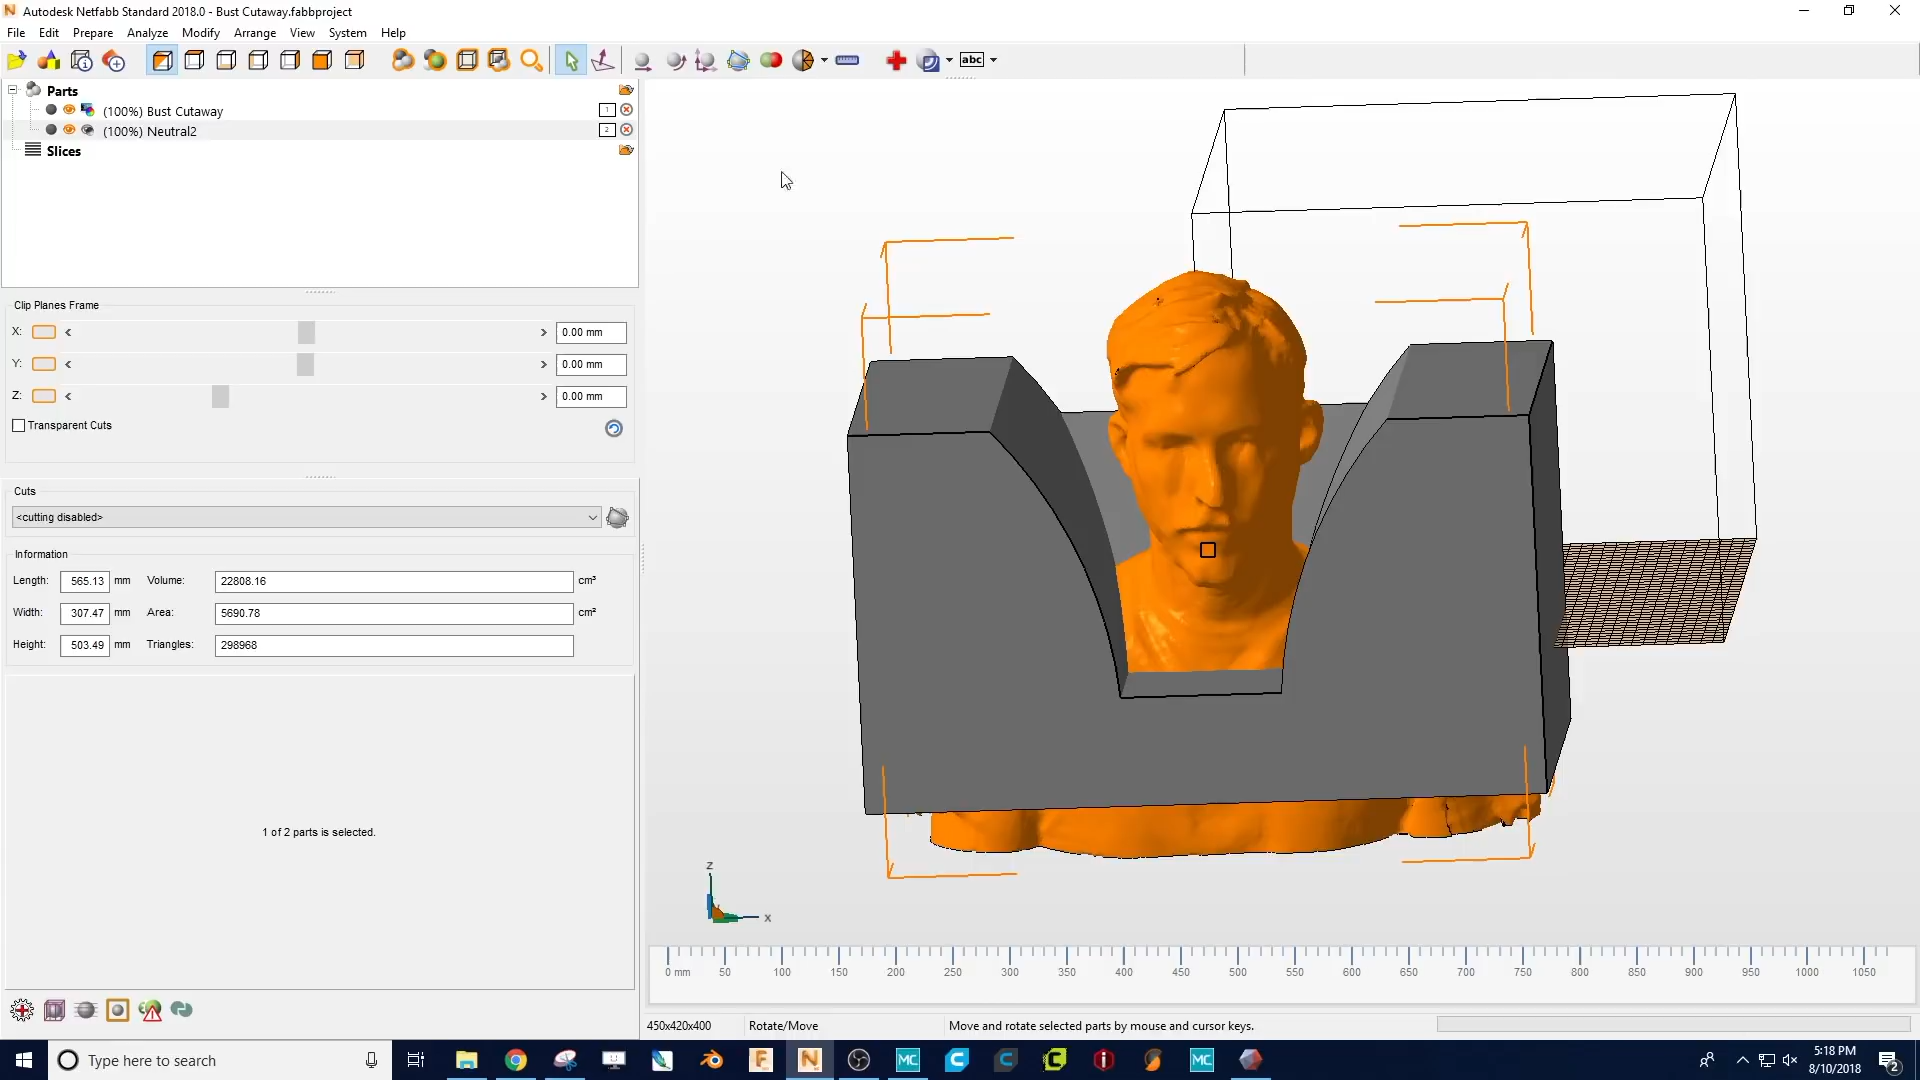 Autodesk Netfabb Standard 2018.0 - Bust Cutaway.fabbproject
File Edit Prepare Analyze Modify Arrange View System Help
abc
Parts
(100%) Bust Cutaway 1
(100%) Neutral2 2
Slices
Clip Planes Frame
X: 0.00 mm
Y: 0.00 mm
Z: 0.00 mm
Transparent Cuts
Cuts
<cutting disabled>
Information
Length: 565.13 mm Volume: 22808.16 cm³
Width: 307.47 mm Area: 5690.78 cm²
Height: 503.49 mm Triangles: 298968
1 of 2 parts is selected.
z
x
0 mm 50 100 150 200 250 300 350 400 450 500 550 600 650 700 750 800 850 900 950 1000 1050
450x420x400 Rotate/Move Move and rotate selected parts by mouse and cursor keys.
Type here to search
F N MC C C C i S MC
5:18 PM
8/10/2018
2